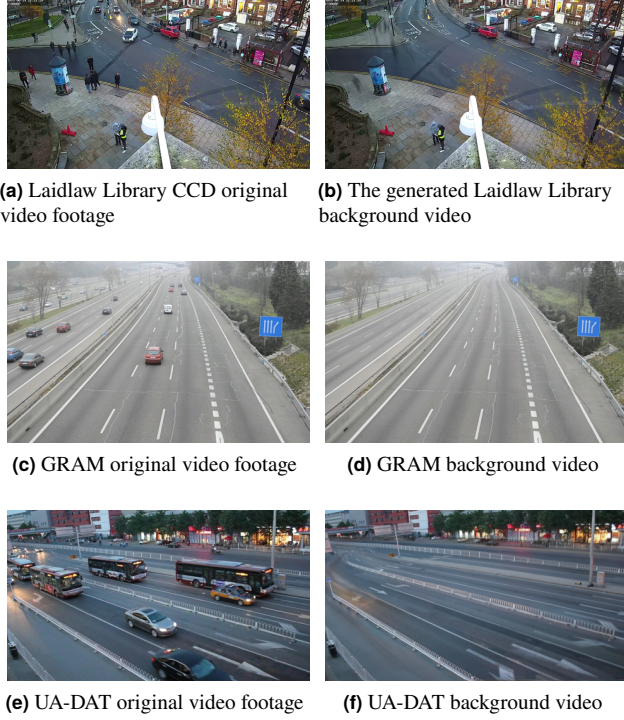 (a) Laidlaw Library CCD original
video footage
(b) The generated Laidlaw Library
background video
(c) GRAM original video footage
(d) GRAM background video
(e) UA-DAT original video footage
(f) UA-DAT background video